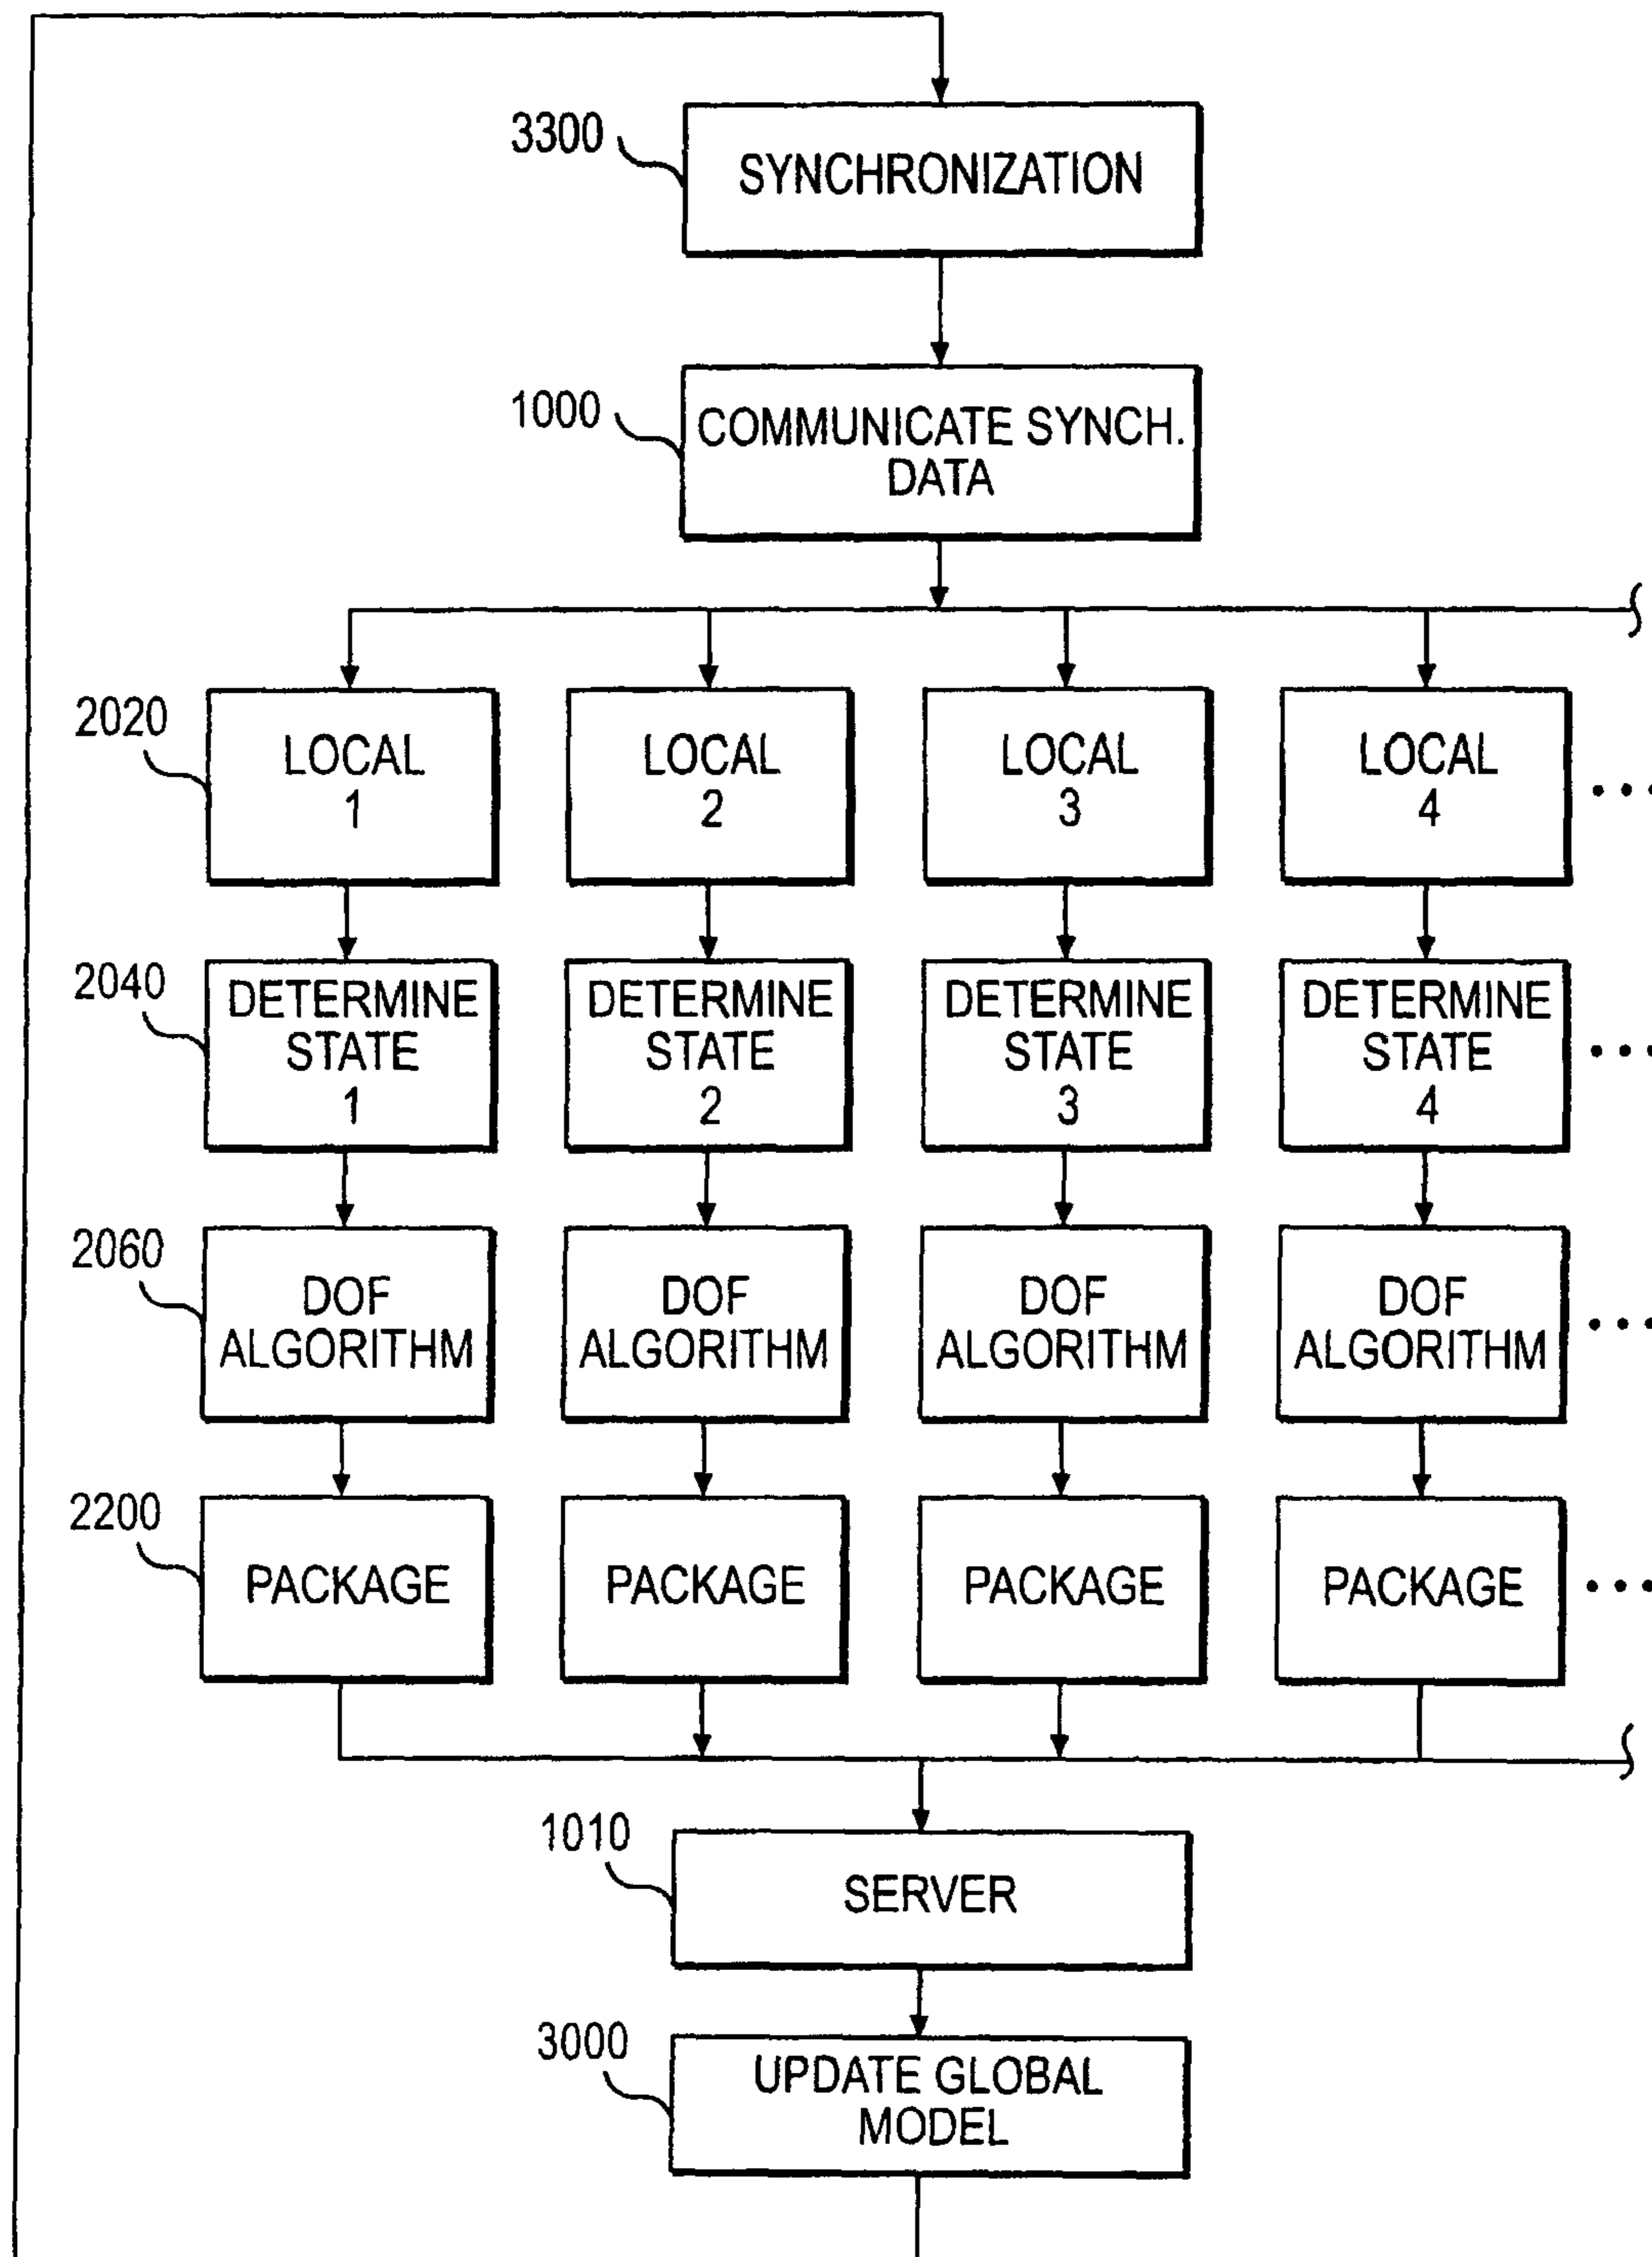 3300
SYNCHRONIZATION
1000
COMMUNICATE SYNCH.
DATA
2020
LOCAL
1
LOCAL
2
LOCAL
3
LOCAL
4
2040
DETERMINE
STATE
1
DETERMINE
STATE
2
DETERMINE
STATE
3
DETERMINE
STATE
4
2060
DOF
ALGORITHM
DOF
ALGORITHM
DOF
ALGORITHM
DOF
ALGORITHM
2200
PACKAGE
PACKAGE
PACKAGE
PACKAGE
1010
SERVER
3000
UPDATE GLOBAL
MODEL